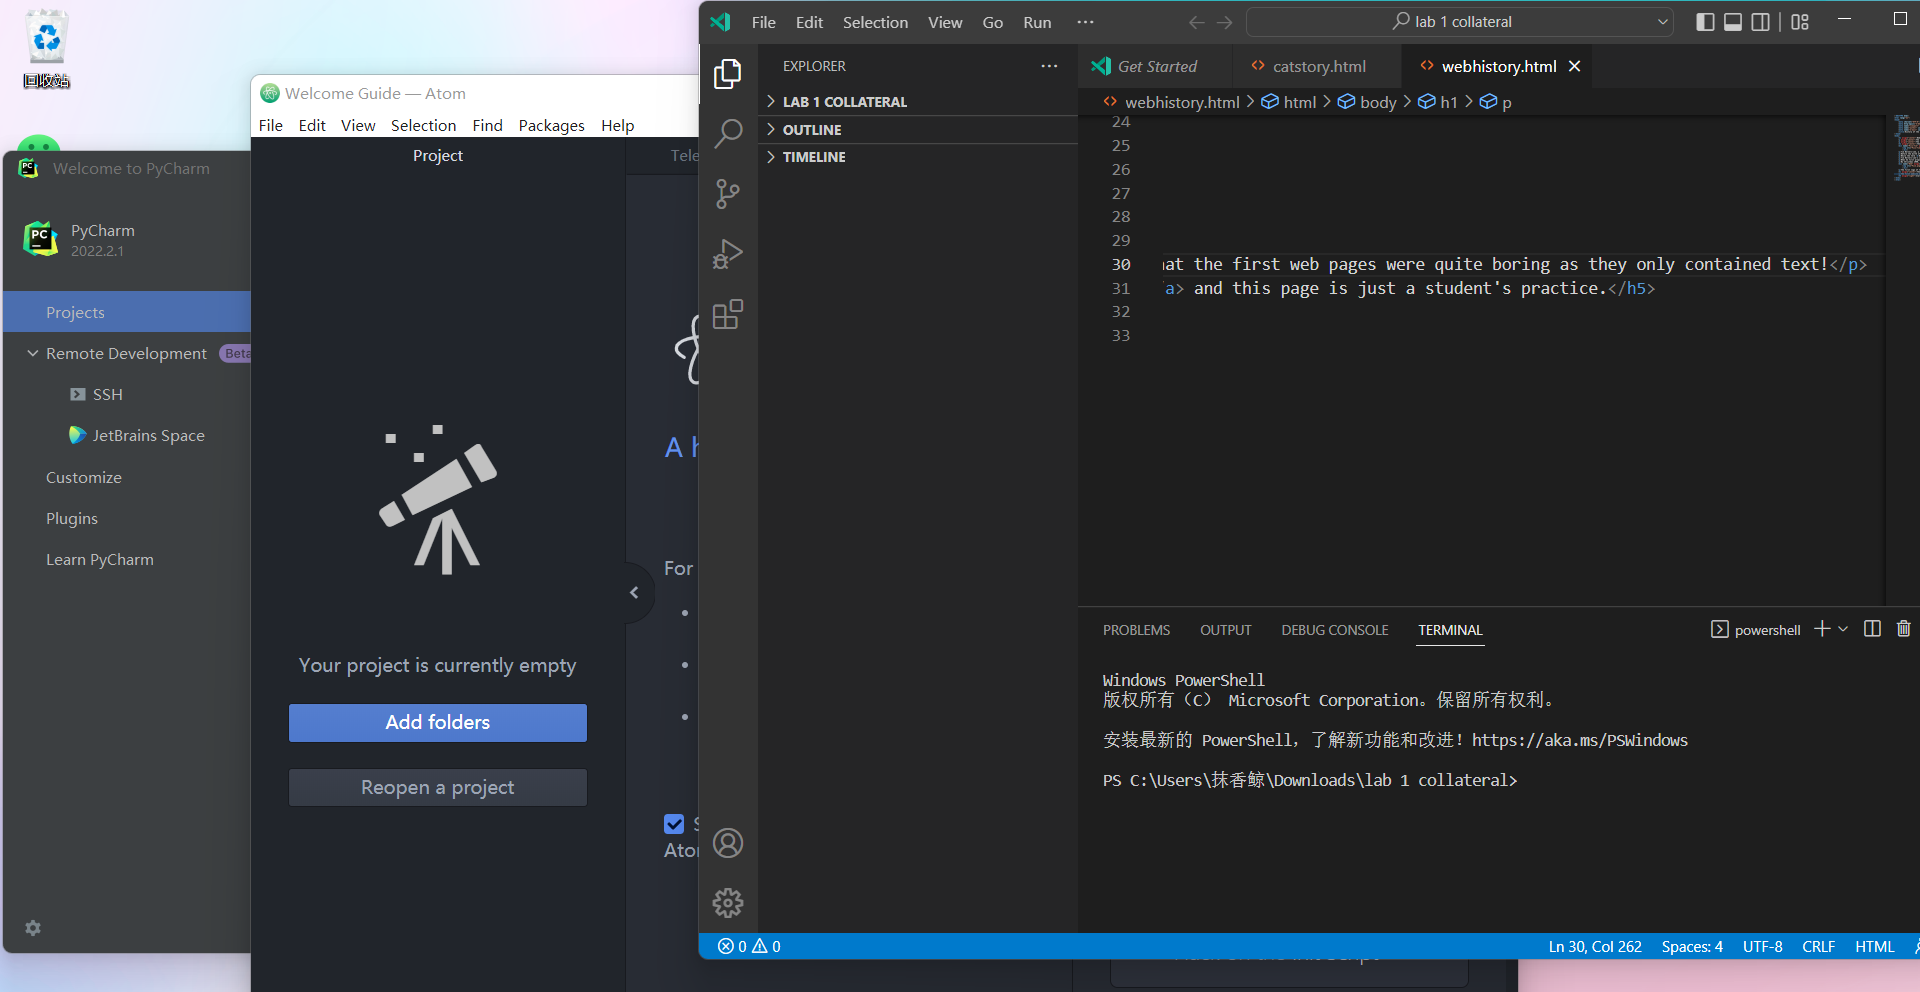 回收站
Welcome to PyCharm
PyCharm
2022.2.1
Projects
Remote Development Beta
SSH
JetBrains Space
Customize
Plugins
Learn PyCharm
Welcome Guide — Atom
File Edit View Selection Find Packages Help
Project
Tele
A h
For
Your project is currently empty
Add folders
Reopen a project
S
Aton
File Edit Selection View Go Run ···
lab 1 collateral
EXPLORER ···
LAB 1 COLLATERAL
OUTLINE
TIMELINE
Get Started catstory.html webhistory.html
webhistory.html > html > body > h1 > p
24
25
26
27
28
29
30 at the first web pages were quite boring as they only contained text!</p>
31 a> and this page is just a student's practice.</h5>
32
33
PROBLEMS OUTPUT DEBUG CONSOLE TERMINAL
powershell
Windows PowerShell
版权所有（C） Microsoft Corporation。保留所有权利。
安装最新的 PowerShell，了解新功能和改进！https://aka.ms/PSWindows
PS C:\Users\抹香鲸\Downloads\lab 1 collateral>
0 0
Ln 30, Col 262 Spaces: 4 UTF-8 CRLF HTML